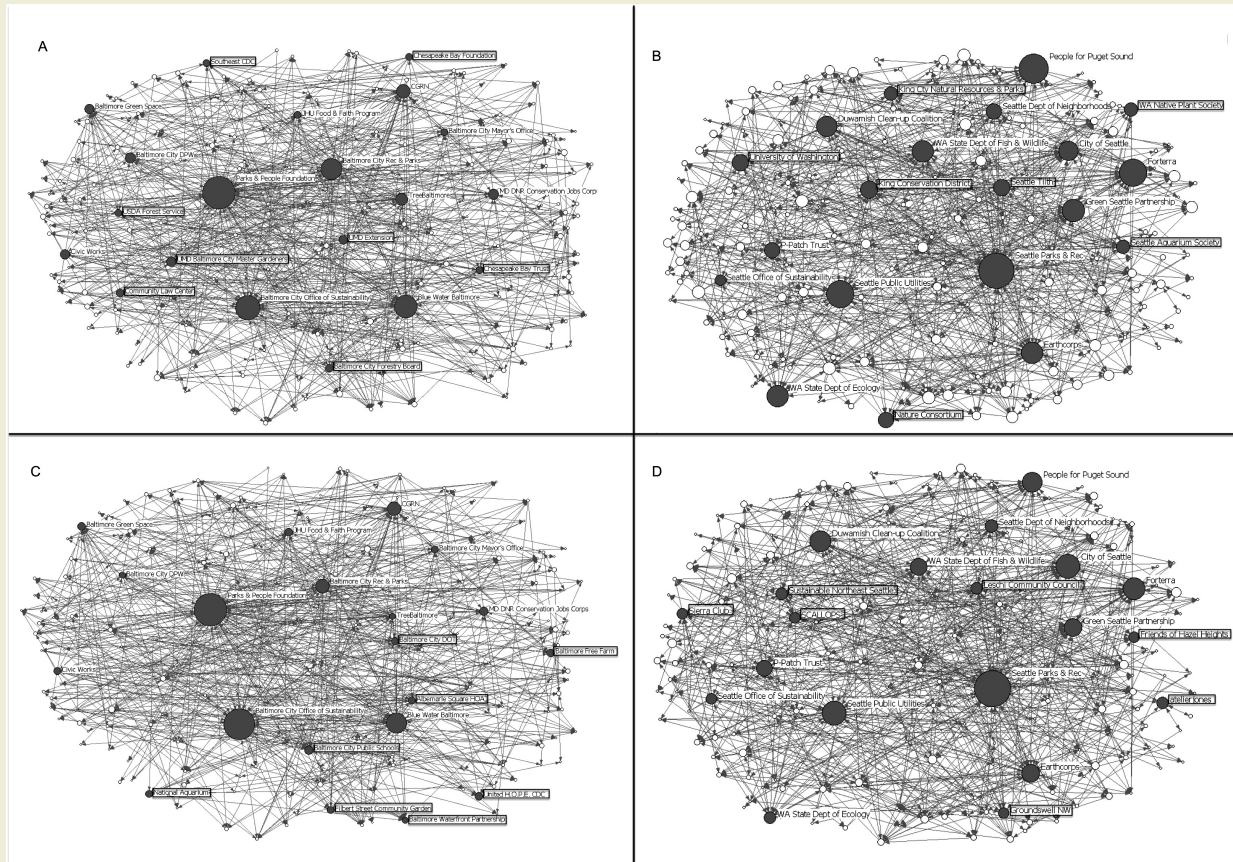 A
Chesapeake Bay Foundation
Southeast CDC
CGRN
Baltimore Green Space
JHU Food & Faith Program
Baltimore City Mayor's Office
Baltimore City DPW
Baltimore City Rec & Parks
Parks & People Foundation
MD DNR Conservation Jobs Corp
TreeBaltimore
USDA Forest Service
UMD Extension
Civic Works
UMD Baltimore City Master Gardeners
Chesapeake Bay Trust
Community Law Center
Baltimore City Office of Sustainability
Blue Water Baltimore
Baltimore City Forestry Board
B
People for Puget Sound
King Cty Natural Resources & Parks
Seattle Dept of Neighborhoods
WA Native Plant Society
Duwamish Clean-up Coalition
WA State Dept of Fish & Wildlife
City of Seattle
University of Washington
Forterra
King Conservation District
Seattle Tilth
Green Seattle Partnership
P-Patch Trust
Seattle Aquarium Society
Seattle Parks & Rec
Seattle Office of Sustainability
Seattle Public Utilities
Earthcorps
WA State Dept of Ecology
Nature Consortium
C
CGRN
Baltimore Green Space
JHU Food & Faith Program
Baltimore City Mayor's Office
Baltimore City DPW
Baltimore City Rec & Parks
Parks & People Foundation
MD DNR Conservation Jobs Corps
TreeBaltimore
Baltimore City DOT
Baltimore Free Farm
Civic Works
Albemarle Square HOA
Baltimore City Office of Sustainability
Blue Water Baltimore
Baltimore City Public Schools
National Aquarium
United H.O.P.E. CDC
Filbert Street Community Garden
Baltimore Waterfront Partnership
D
People for Puget Sound
Seattle Dept of Neighborhoods
Duwamish Clean-up Coalition
City of Seattle
WA State Dept of Fish & Wildlife
Leschi Community Council
Forterra
Sustainable Northeast Seattle
Sierra Club
SCALLOPS
Green Seattle Partnership
Friends of Hazel Heights
P-Patch Trust
Seattle Parks & Rec
Seattle Office of Sustainability
atelier jones
Seattle Public Utilities
Earthcorps
Groundswell NW
WA State Dept of Ecology